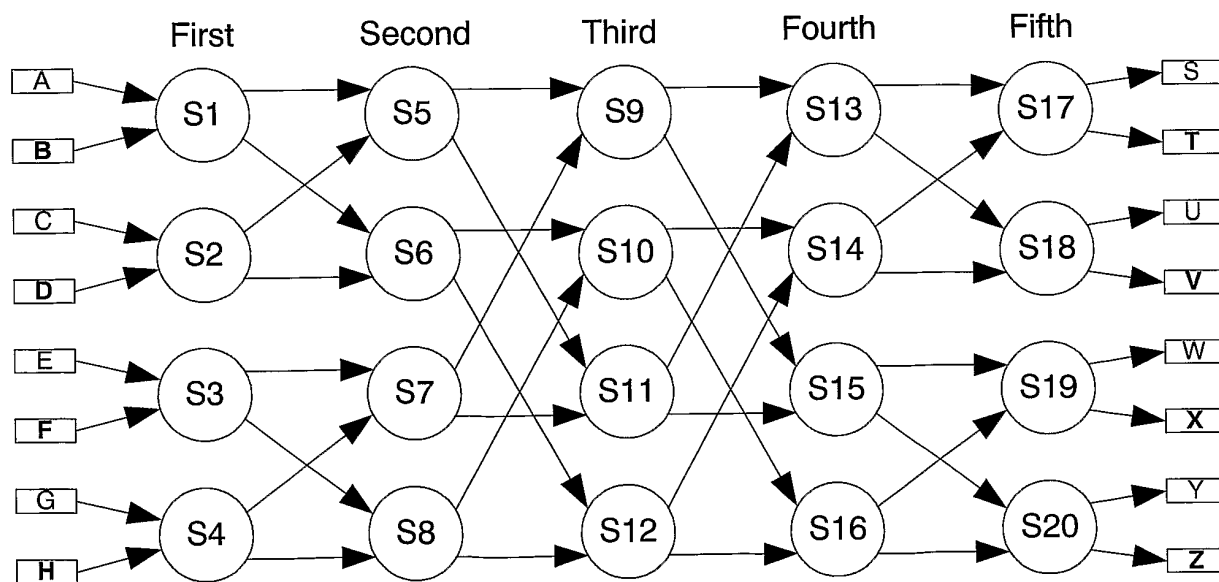 First Second Third Fourth Fifth
A S1 S5 S9 S13 S17 S
B T
C S2 S6 S10 S14 S18 U
D V
E S3 S7 S11 S15 S19 W
F X
G S4 S8 S12 S16 S20 Y
H Z